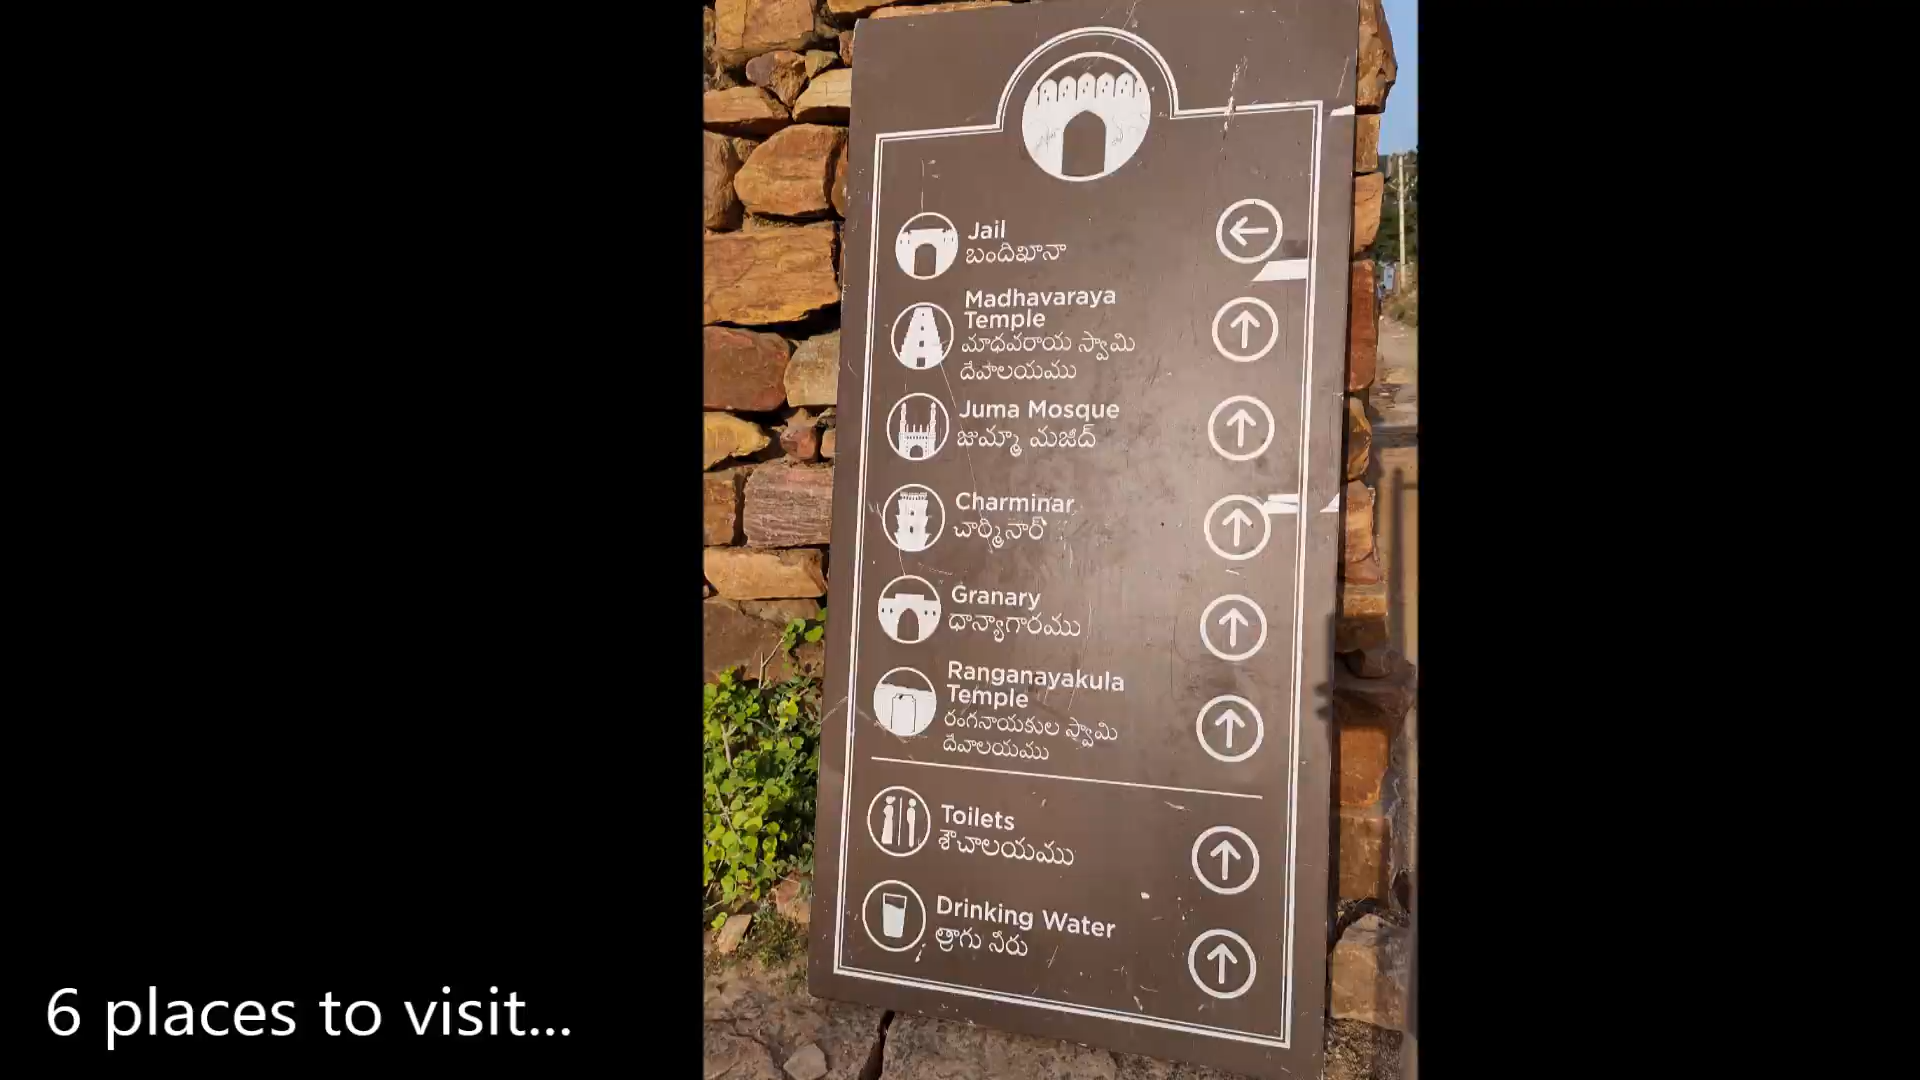 Jail
బందిఖానా
Madhavaraya
Temple
మాధవరాయ స్వామి
దేవాలయము
Juma Mosque
జుమ్మా మజీద్
Charminar
చార్మినార్
Granary
ధాన్యాగారము
Ranganayakula
Temple
రంగనాయకుల స్వామి
దేవాలయము
Toilets
శౌచాలయము
Drinking Water
త్రాగు నీరు
6 places to visit...